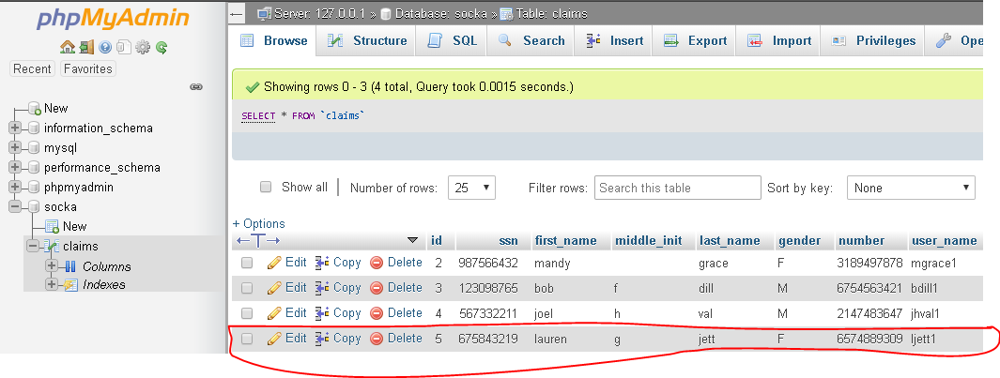 phpMyAdmin
Recent Favorites
New
information_schema
mysql
performance_schema
phpmyadmin
socka
New
claims
Columns
Indexes
Server: 127.0.0.1 » Database: socka » Table: claims
Browse Structure SQL Search Insert Export Import Privileges Ope
Showing rows 0 - 3 (4 total, Query took 0.0015 seconds.)
SELECT * FROM `claims`
Show all Number of rows: 25 Filter rows: Search this table Sort by key: None
+ Options
←T→ id ssn first_name middle_init last_name gender number user_name
Edit Copy Delete 2 987566432 mandy grace F 3189497878 mgrace1
Edit Copy Delete 3 123098765 bob f dill M 6754563421 bdill1
Edit Copy Delete 4 567332211 joel h val M 2147483647 jhval1
Edit Copy Delete 5 675843219 lauren g jett F 6574889309 ljett1